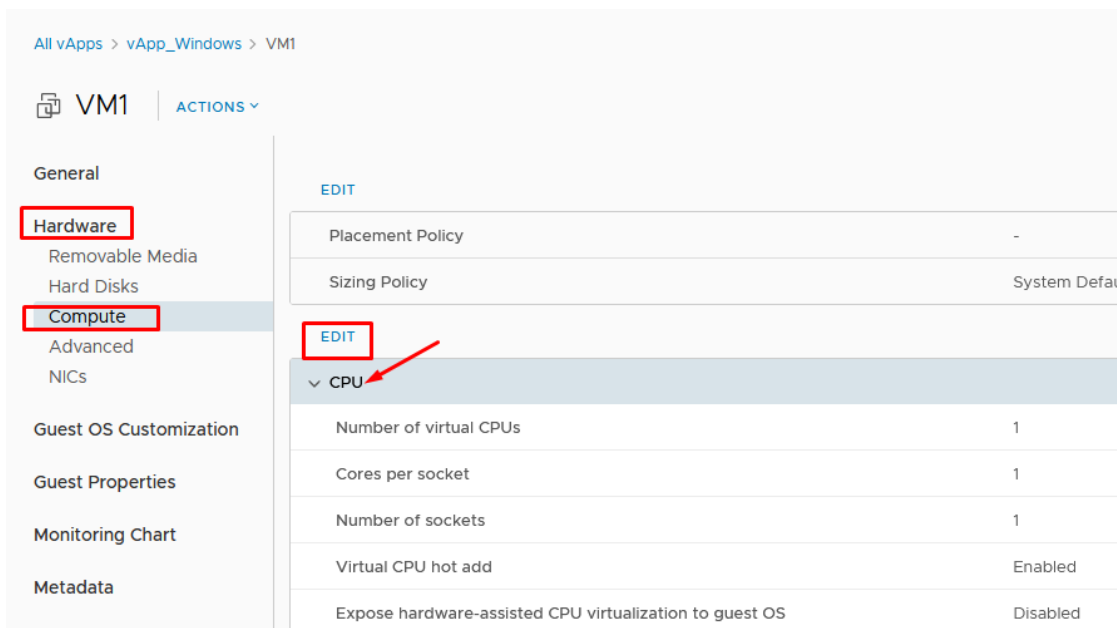 All vApps > vApp_Windows > VM1
VM1 ACTIONS
General
Hardware
Removable Media
Hard Disks
Compute
Advanced
NICs
Guest OS Customization
Guest Properties
Monitoring Chart
Metadata
EDIT
Placement Policy -
Sizing Policy System Defau
EDIT
CPU
Number of virtual CPUs 1
Cores per socket 1
Number of sockets 1
Virtual CPU hot add Enabled
Expose hardware-assisted CPU virtualization to guest OS Disabled